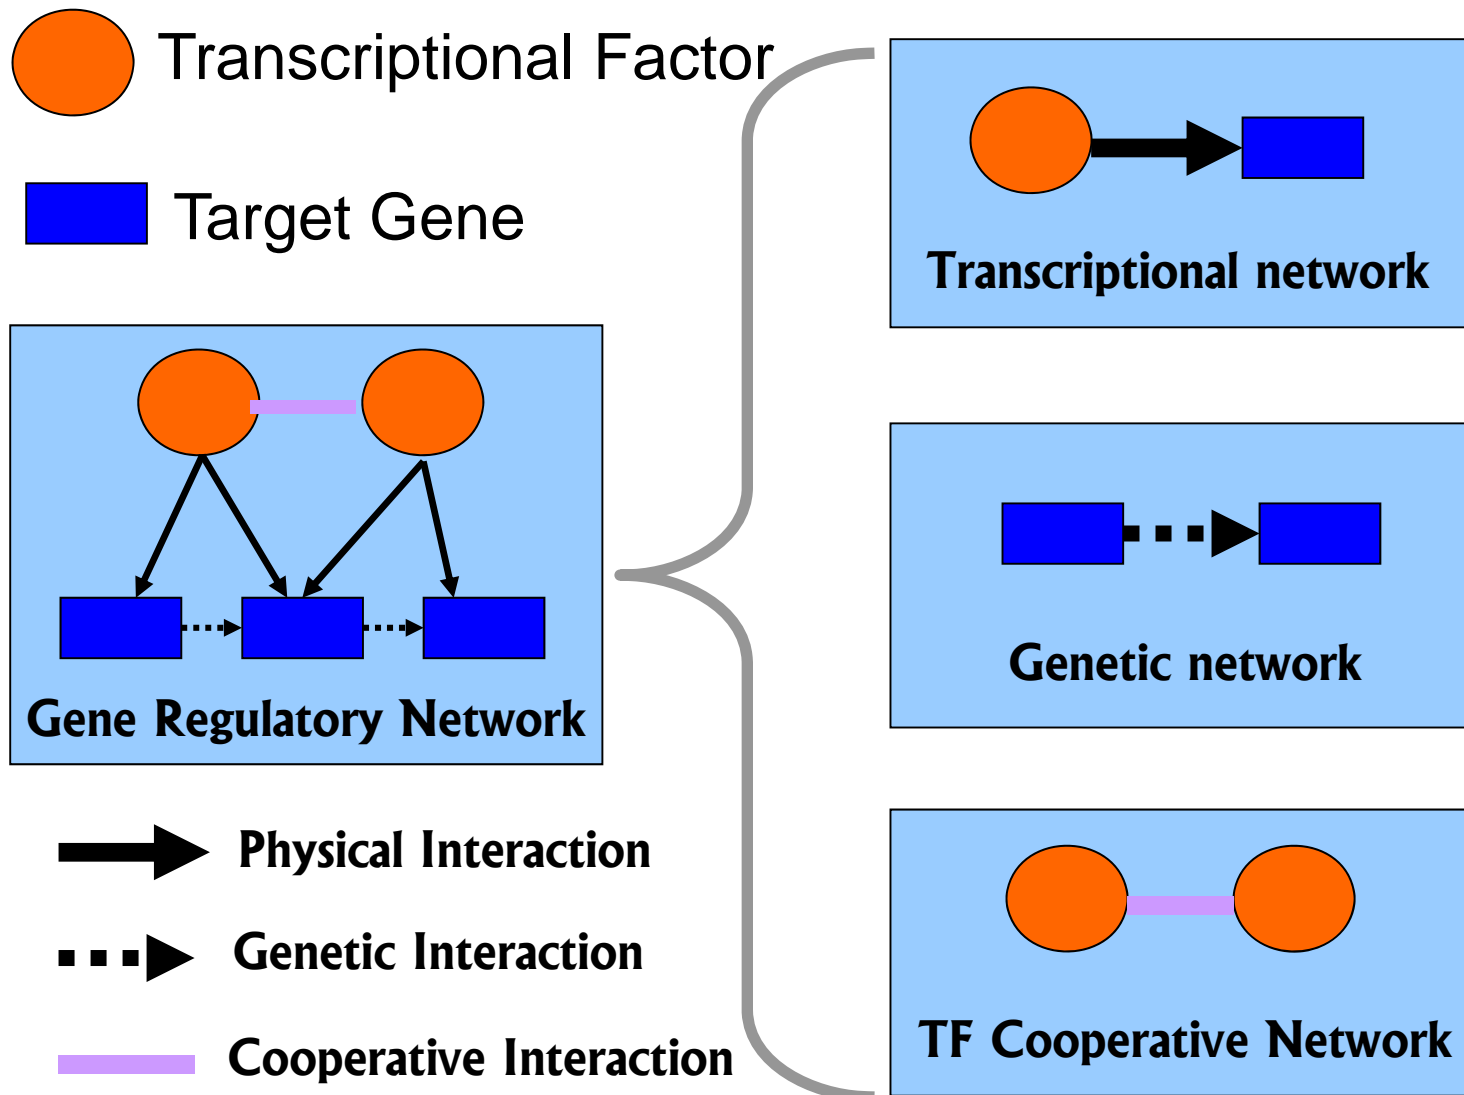 Transcriptional Factor
Target Gene
Gene Regulatory Network
Physical Interaction
Genetic Interaction
Cooperative Interaction
Transcriptional network
Genetic network
TF Cooperative Network